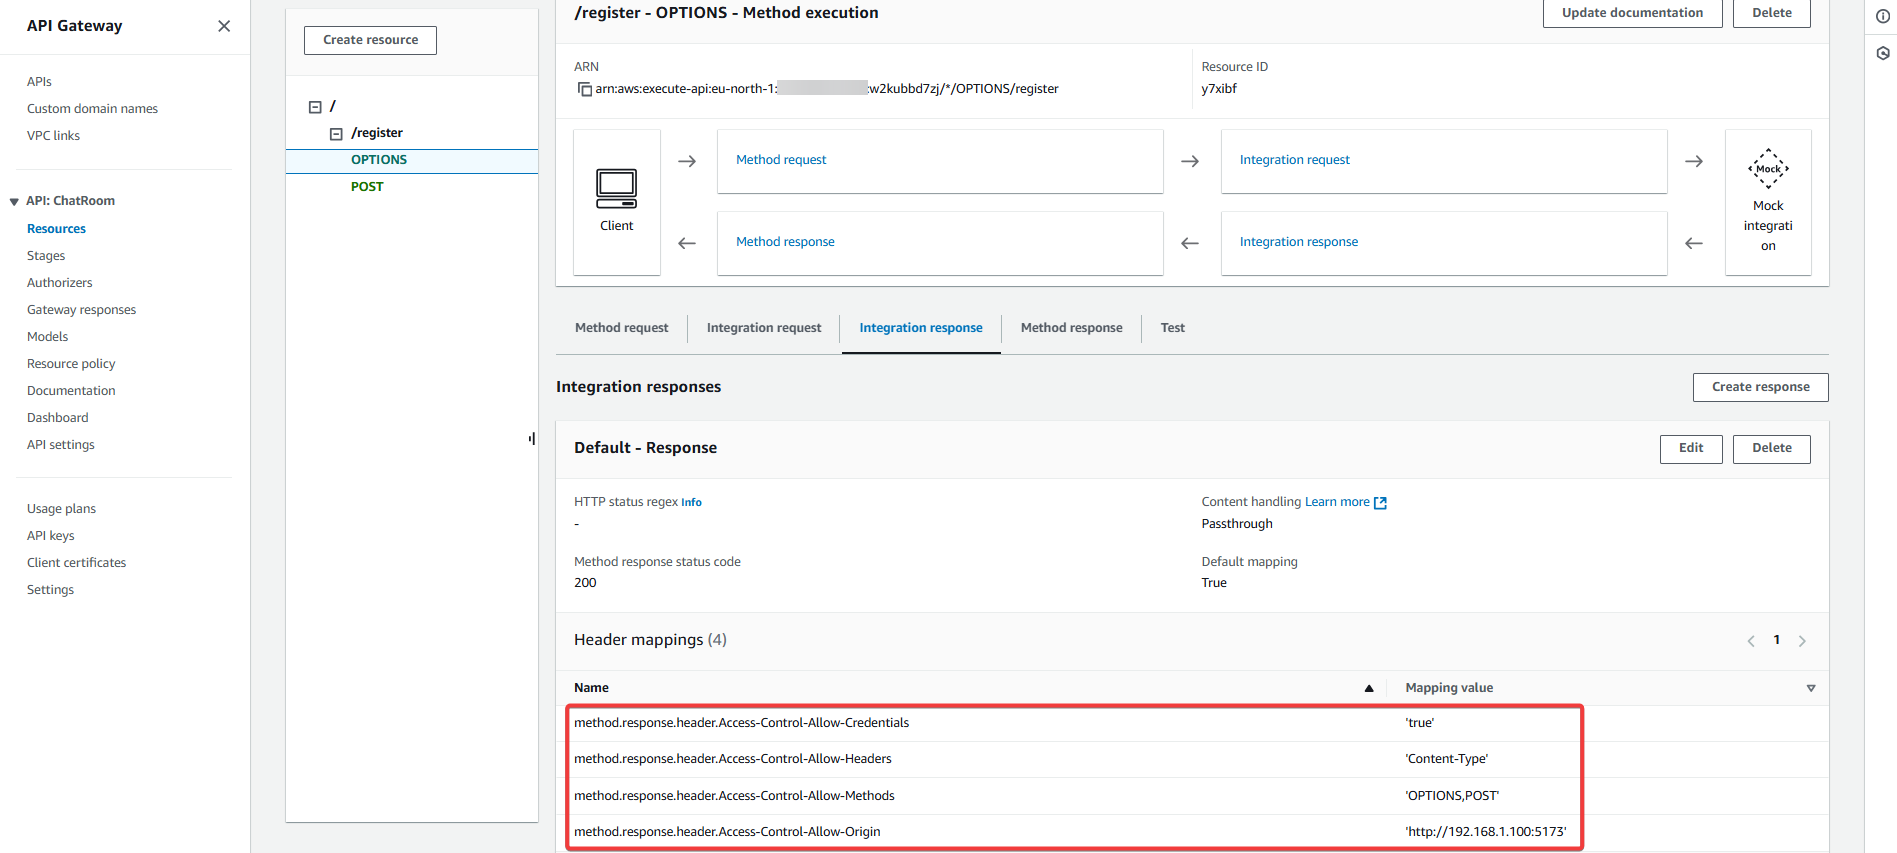 API Gateway
APIs
Custom domain names
VPC links
API: ChatRoom
Resources
Stages
Authorizers
Gateway responses
Models
Resource policy
Documentation
Dashboard
API settings
Usage plans
API keys
Client certificates
Settings
Create resource
/
/register
OPTIONS
POST
/register - OPTIONS - Method execution
Update documentation
Delete
ARN
arn:aws:execute-api:eu-north-1: :w2kubbd7zj/*/OPTIONS/register
Resource ID
y7xibf
Client
Method request
Integration request
Method response
Integration response
Mock
Mock
integrati
on
Method request
Integration request
Integration response
Method response
Test
Integration responses
Create response
Default - Response
Edit
Delete
HTTP status regex Info
-
Content handling Learn more
Passthrough
Method response status code
200
Default mapping
True
Header mappings (4)
1
Name
Mapping value
method.response.header.Access-Control-Allow-Credentials
'true'
method.response.header.Access-Control-Allow-Headers
'Content-Type'
method.response.header.Access-Control-Allow-Methods
'OPTIONS,POST'
method.response.header.Access-Control-Allow-Origin
'http://192.168.1.100:5173'